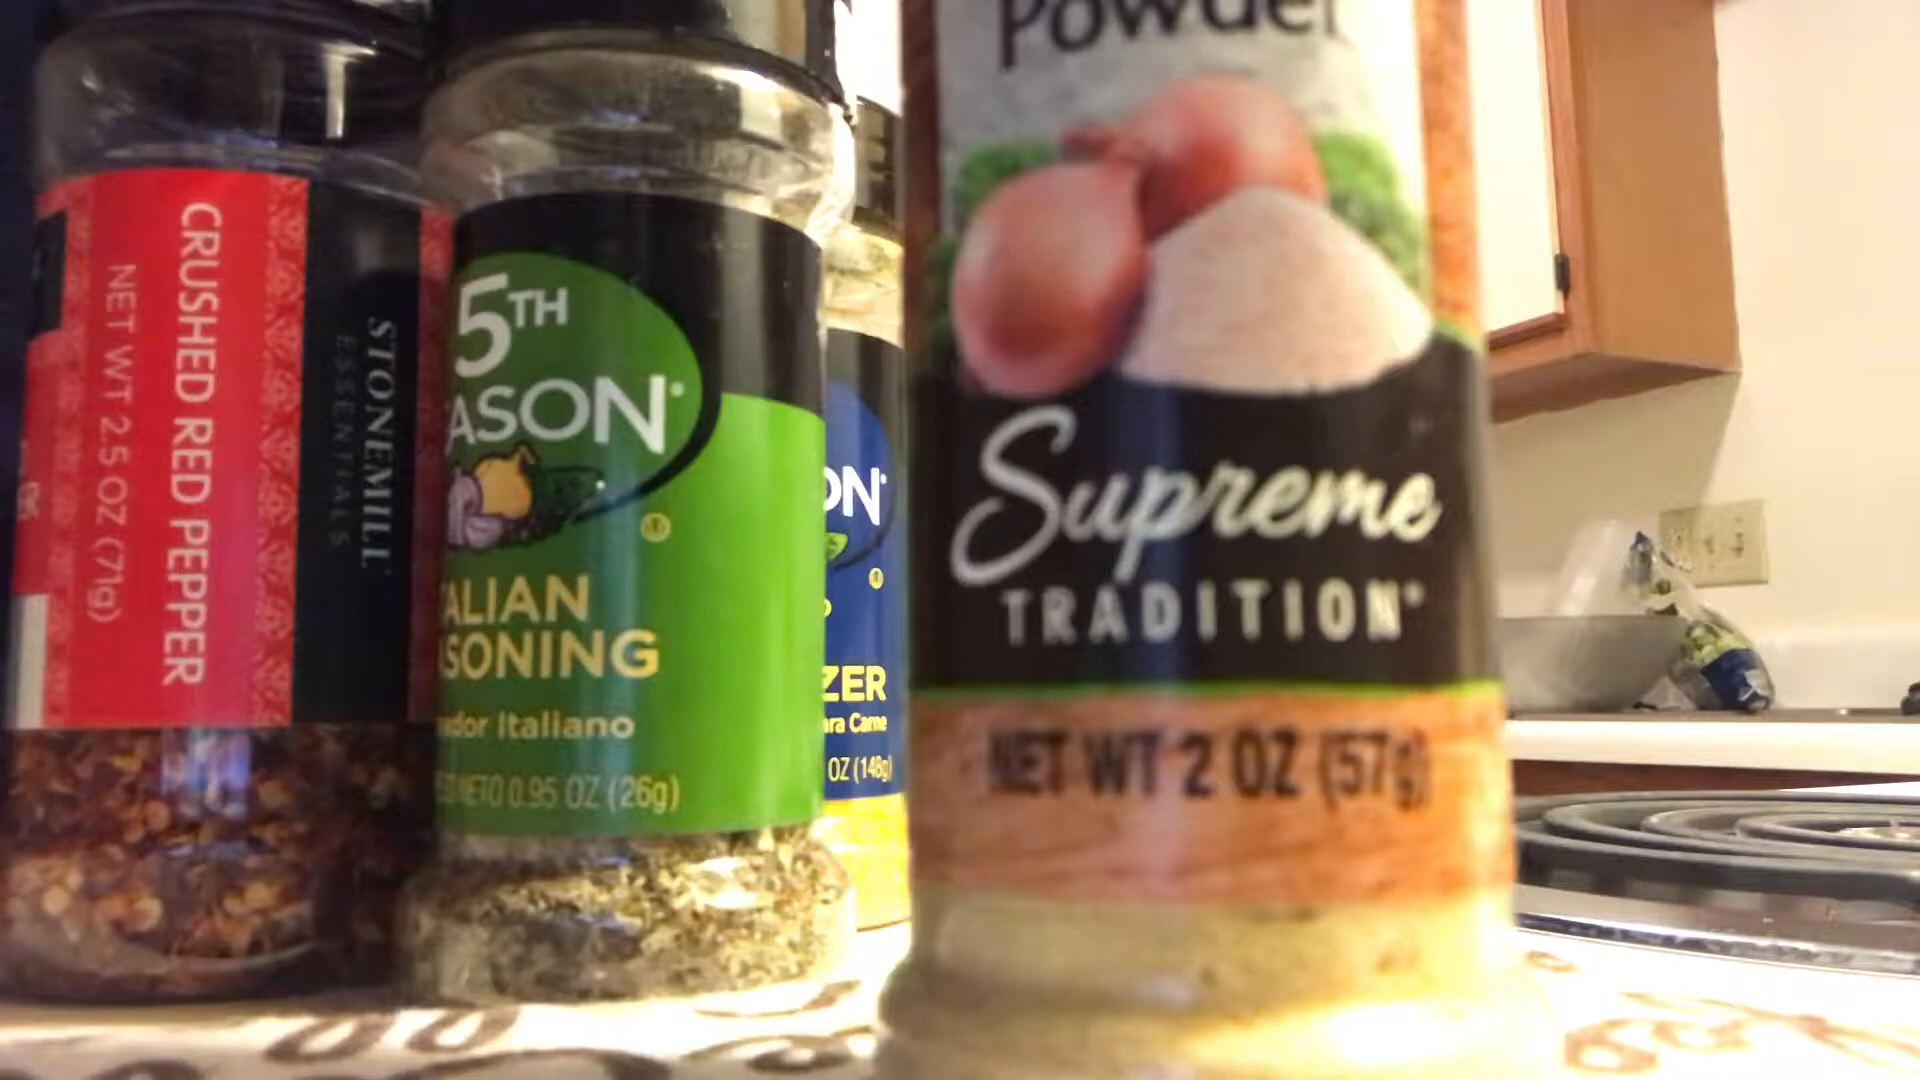 CRUSHED RED PEPPER
NET WT 2.5 OZ (71g)
STONEMILL
ESSENTIALS
5TH
ASON
ALIAN
SONING
dor Italiano
NETO 0.95 OZ (26g)
ON
ZER
ara Carne
OZ (148g)
Powder
Supreme
TRADITION
NET WT 2 OZ (57g)